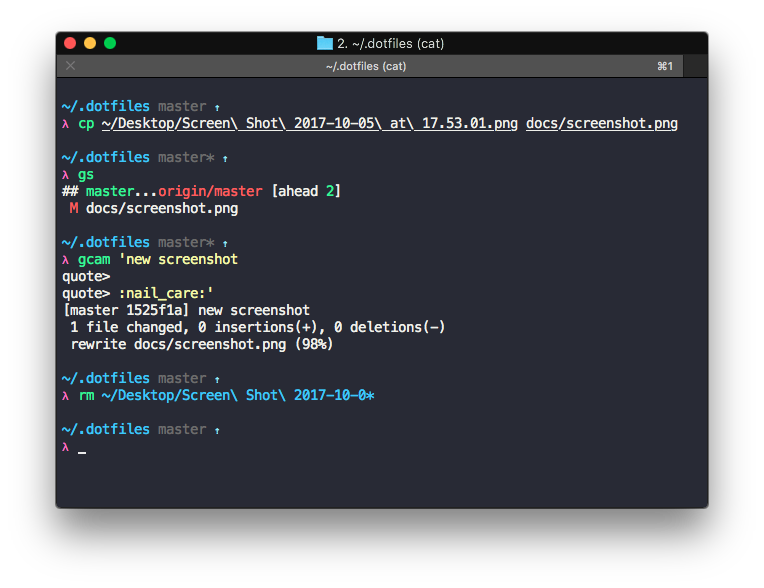 2. ~/.dotfiles (cat)
~/.dotfiles (cat) ⌘1
~/.dotfiles master ↑
λ cp ~/Desktop/Screen\ Shot\ 2017-10-05\ at\ 17.53.01.png docs/screenshot.png
~/.dotfiles master* ↑
λ gs
## master...origin/master [ahead 2]
 M docs/screenshot.png
~/.dotfiles master* ↑
λ gcam 'new screenshot
quote>
quote> :nail_care:'
[master 1525f1a] new screenshot
 1 file changed, 0 insertions(+), 0 deletions(-)
 rewrite docs/screenshot.png (98%)
~/.dotfiles master ↑
λ rm ~/Desktop/Screen\ Shot\ 2017-10-0*
~/.dotfiles master ↑
λ _